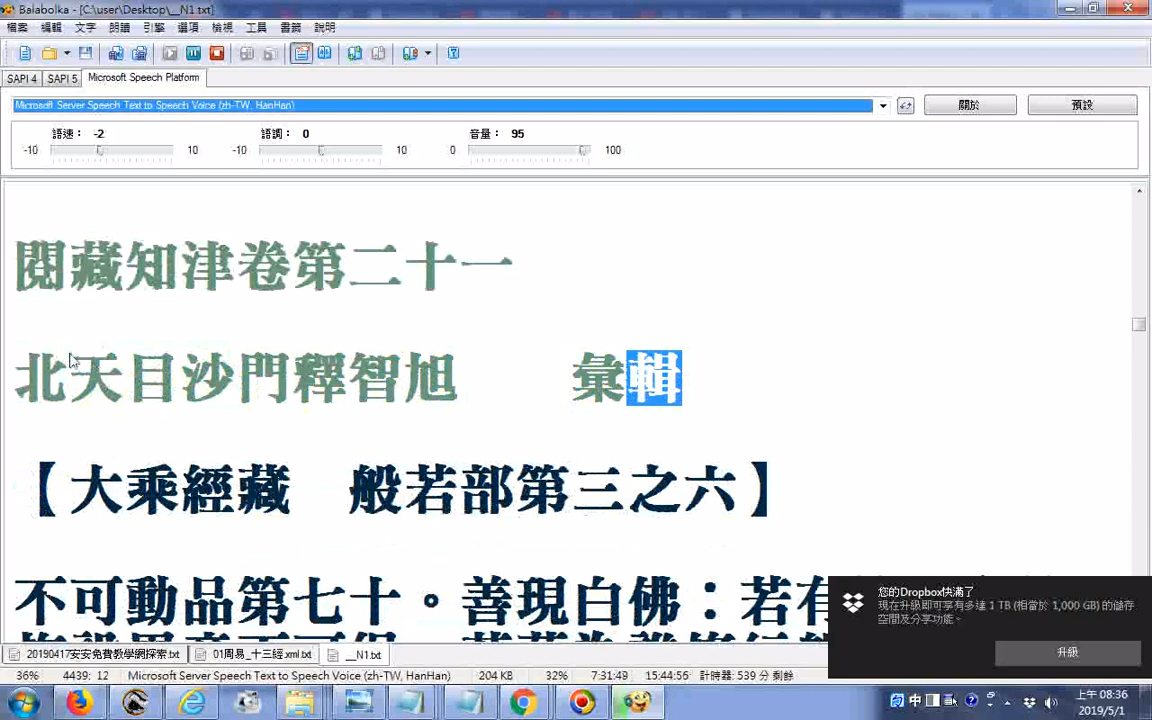 Balabolka - [C:\user\Desktop\__N1.txt]
檔案 編輯 文字 朗讀 引擎 選項 檢視 工具 書籤 說明
SAPI 4 SAPI 5 Microsoft Speech Platform
Microsoft Server Speech Text to Speech Voice (zh-TW, HanHan)
關於 預設
語速： -2 語調： 0 音量： 95
-10 10 -10 10 0 100
閱藏知津卷第二十一
北天目沙門釋智旭　　彙輯
【大乘經藏　般若部第三之六】
不可動品第七十。善現白佛：若有
您的Dropbox快滿了
現在升級即可享有多達 1 TB (相當於 1,000 GB) 的儲存
空間及分享功能。
升級
20190417安安免費教學網探索.txt 01周易_十三經.xml.txt __N1.txt
36% 4439: 12 Microsoft Server Speech Text to Speech Voice (zh-TW, HanHan) 204 KB 32% 7:31:49 15:44:56 計時器: 539 分 剩餘
中 上午 08:36
2019/5/1